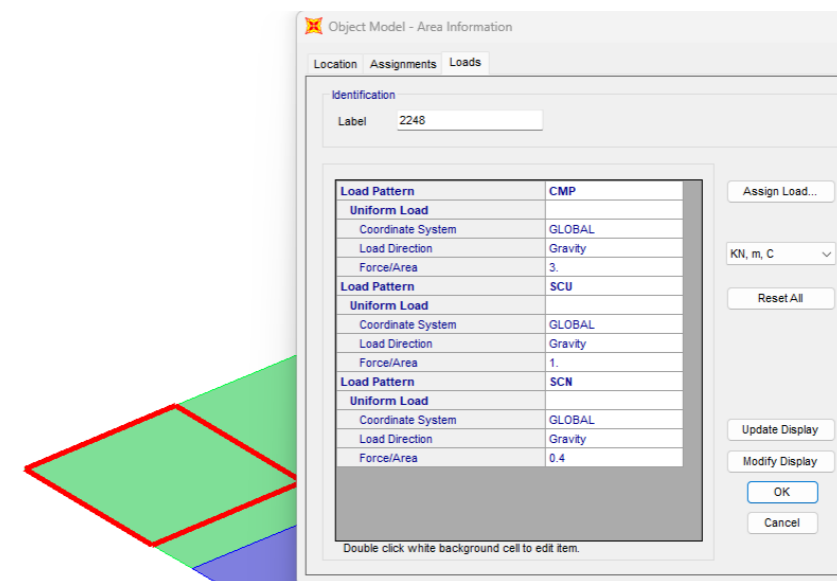 Object Model - Area Information
Location Assignments Loads
Identification
Label 2248
Load Pattern CMP
Uniform Load
Coordinate System GLOBAL
Load Direction Gravity
Force/Area 3.
Load Pattern SCU
Uniform Load
Coordinate System GLOBAL
Load Direction Gravity
Force/Area 1.
Load Pattern SCN
Uniform Load
Coordinate System GLOBAL
Load Direction Gravity
Force/Area 0.4
Double click white background cell to edit item.
Assign Load...
KN, m, C
Reset All
Update Display
Modify Display
OK
Cancel